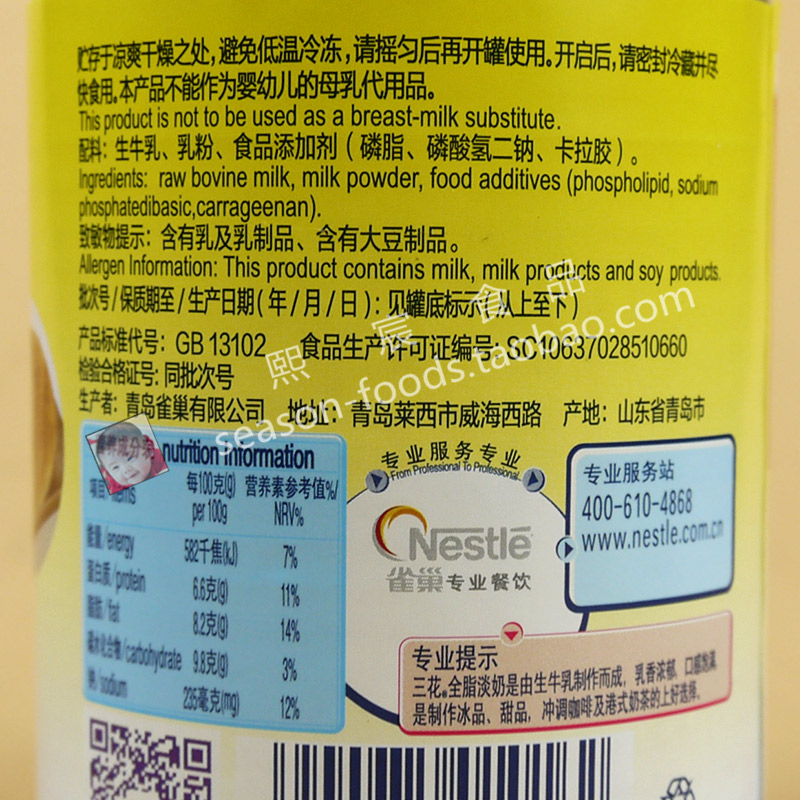 贮存于凉爽干燥之处,避免低温冷冻,请摇匀后再开罐使用。开启后,请密封冷藏并尽
快食用。本产品不能作为婴幼儿的母乳代用品。
This product is not to be used as a breast-milk substitute.
配料:生牛乳、乳粉、食品添加剂(磷脂、磷酸氢二钠、卡拉胶)。
Ingredients: raw bovine milk, milk powder, food additives (phospholipid, sodium
phosphatedibasic,carrageenan).
致敏物提示:含有乳及乳制品、含有大豆制品。
Allergen Information: This product contains milk, milk products and soy products.
批次号/保质期至/生产日期(年/月/日):见罐底标示(从上至下)
产品标准代号:GB 13102 食品生产许可证编号:SC10637028510660
检验合格证号:同批次号
生产者:青岛雀巢有限公司 地址:青岛莱西市威海西路 产地:山东省青岛市
熙宸食品
season-foods.taobao.com
nutrition information
项目/items 每100克(g) per 100g 营养素参考值%/ NRV%
能量/energy 582千焦(kJ) 7%
蛋白质/protein 6.6克(g) 11%
脂肪/fat 8.2克(g) 14%
碳水化合物/carbohydrate 9.8克(g) 3%
钠/sodium 235毫克(mg) 12%
专业服务专业
From Professional To Professional
Nestlé
雀巢专业餐饮
专业服务站
400-610-4868
www.nestle.com.cn
专业提示
三花®全脂淡奶是由生牛乳制作而成,乳香浓郁、口感饱满
是制作冰品、甜品,冲调咖啡及港式奶茶的上好选择。